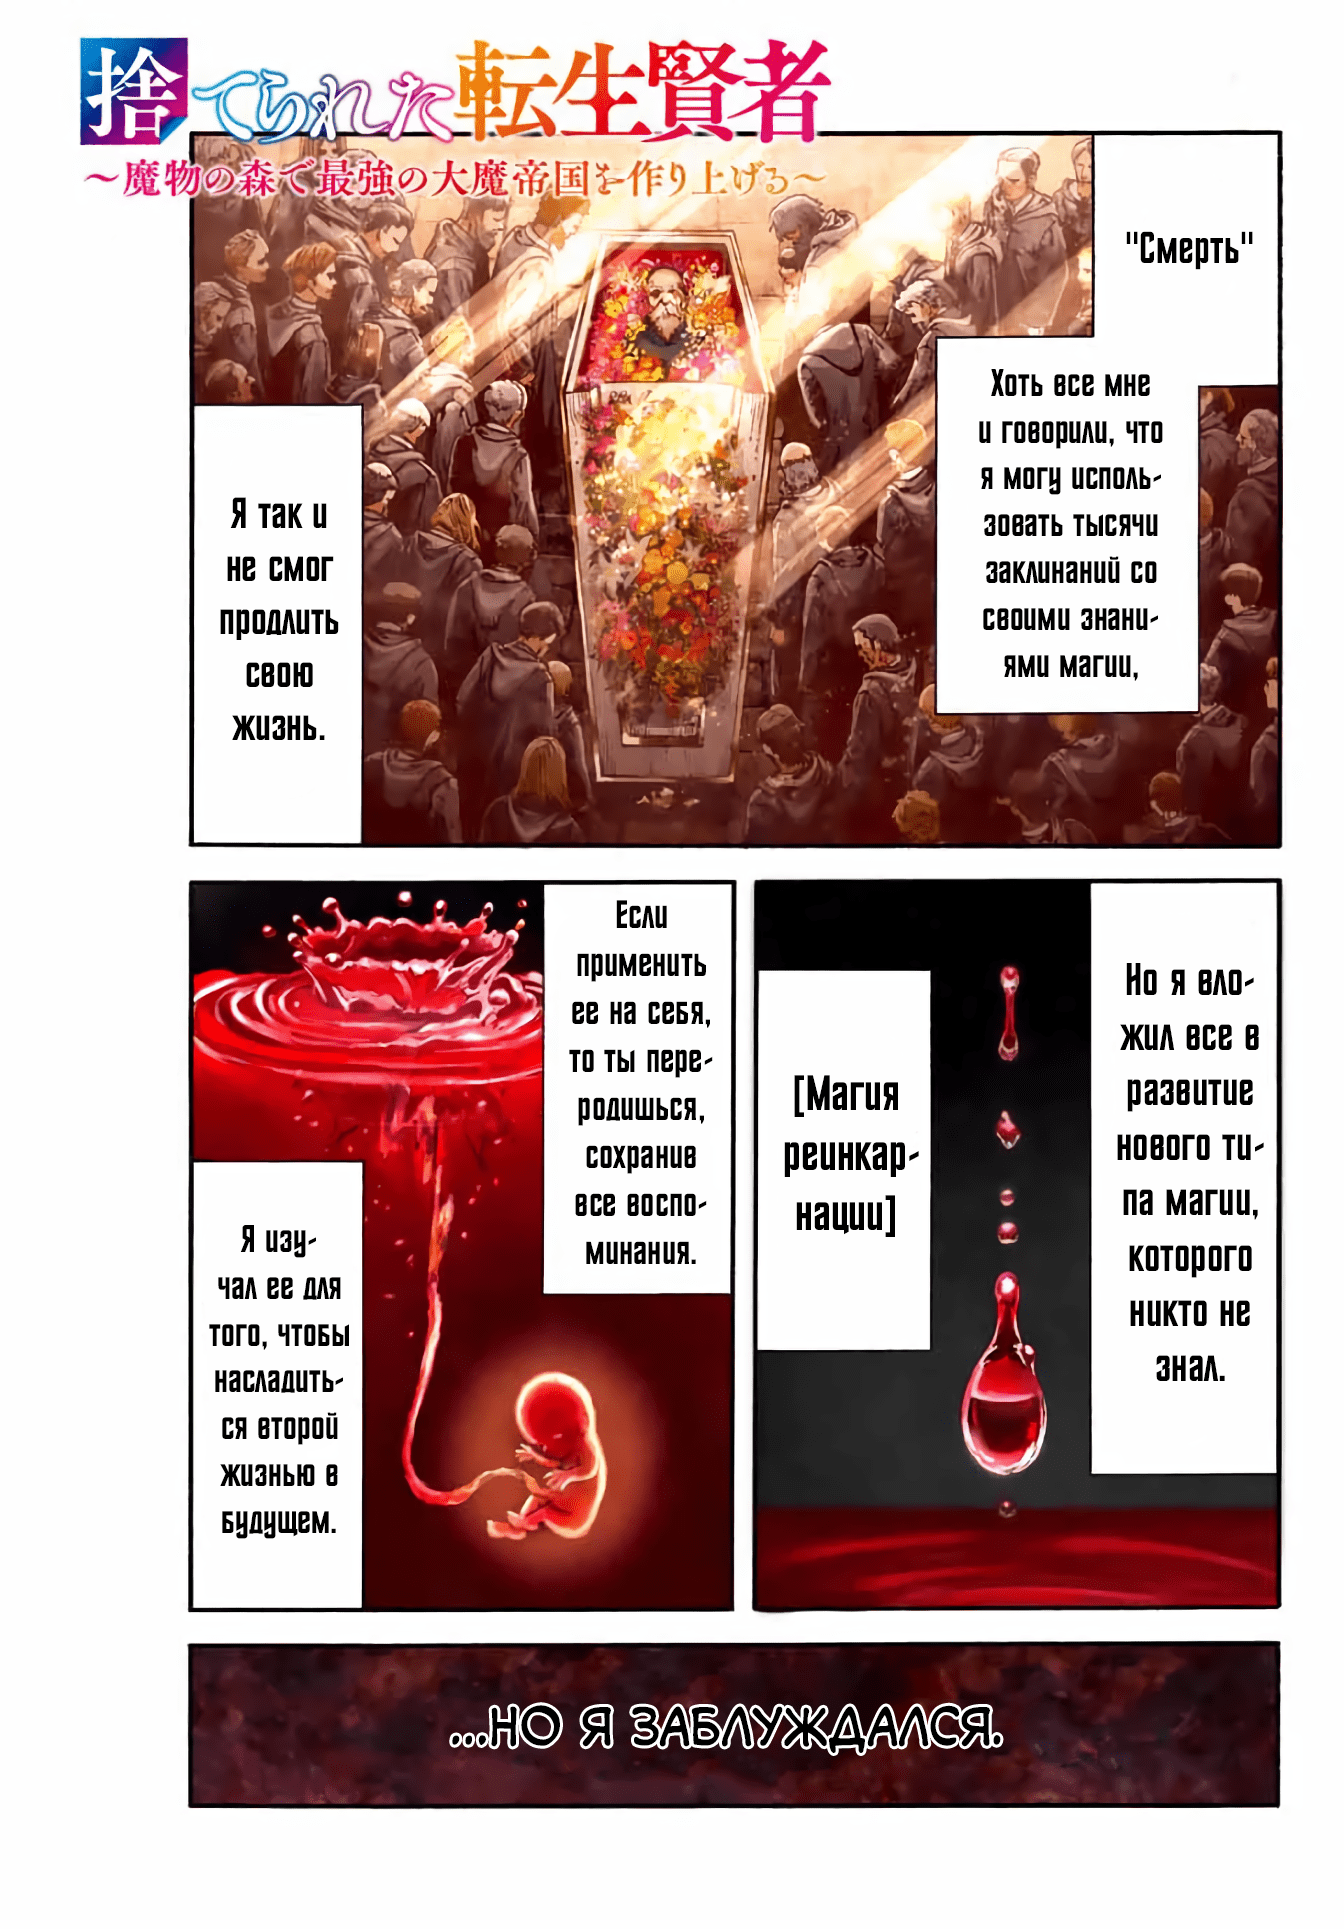 捨てられた転生賢者
～魔物の森で最強の大魔帝国を作り上げる～
"Смерть"
Хоть все мне
и говорили, что
я могу исполь-
зовать тысячи
заклинаний со
своими знани-
ями магии,
Я так и
не смог
продлить
свою
жизнь.
Но я вло-
жил все в
развитие
нового ти-
па магии,
которого
никто не
знал.
[Магия
реинкар-
нации]
Если
применить
ее на себя,
то ты пере-
родишься,
сохранив
все воспо-
минания.
Я изу-
чал ее для
того, чтобы
насладить-
ся второй
жизнью в
будущем.
...НО Я ЗАБЛУЖДАЛСЯ.